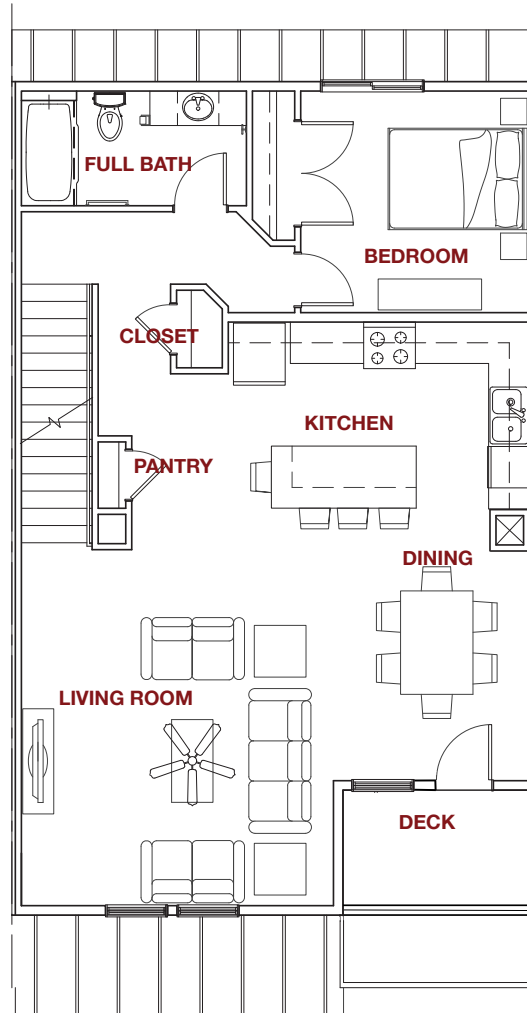 FULL BATH
BEDROOM
CLOSET
KITCHEN
PANTRY
DINING
LIVING ROOM
DECK